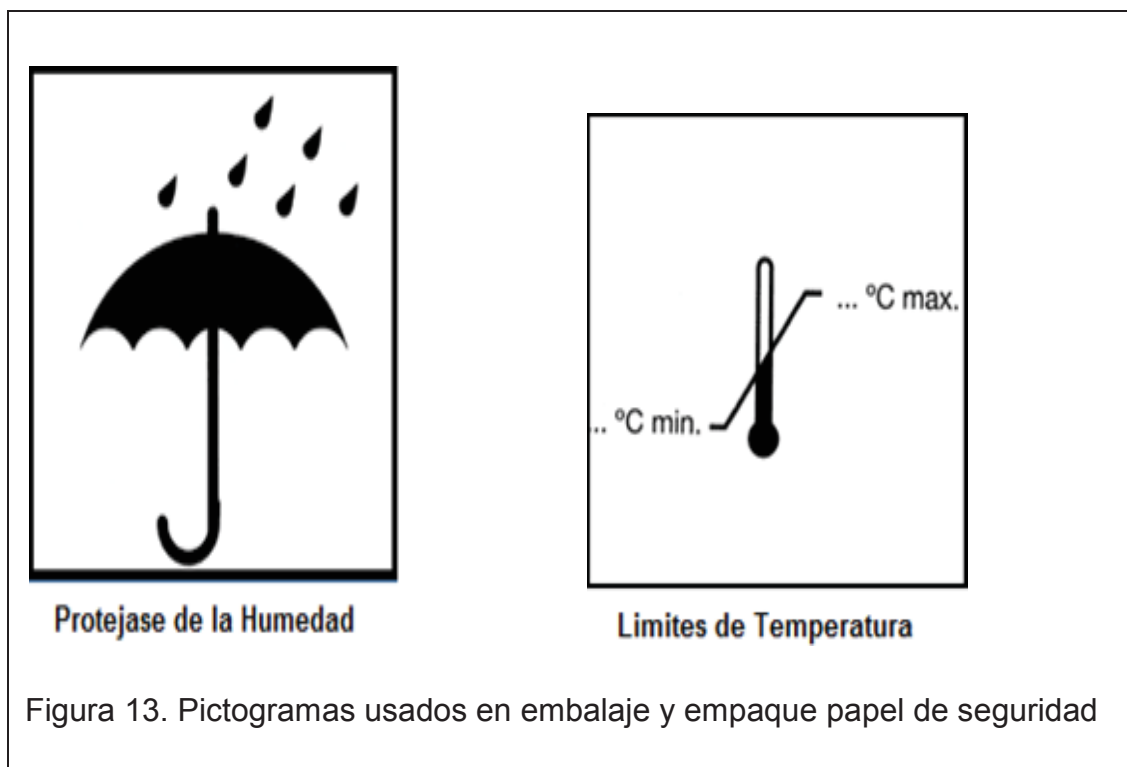 ... ºC max.
... ºC min.
Protejase de la Humedad
Limites de Temperatura
Figura 13. Pictogramas usados en embalaje y empaque papel de seguridad